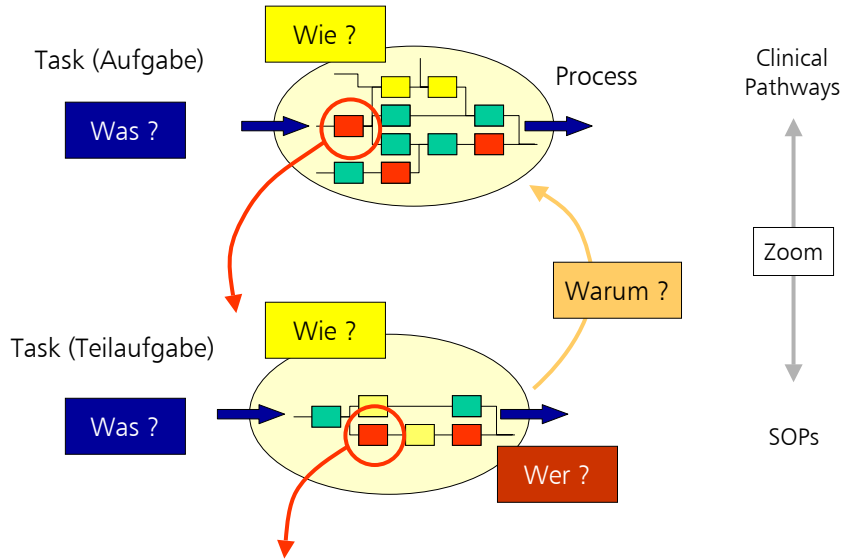 Wie ?
Task (Aufgabe)
Process
Clinical
Pathways
Was ?
Zoom
Warum ?
Wie ?
Task (Teilaufgabe)
Was ?
SOPs
Wer ?